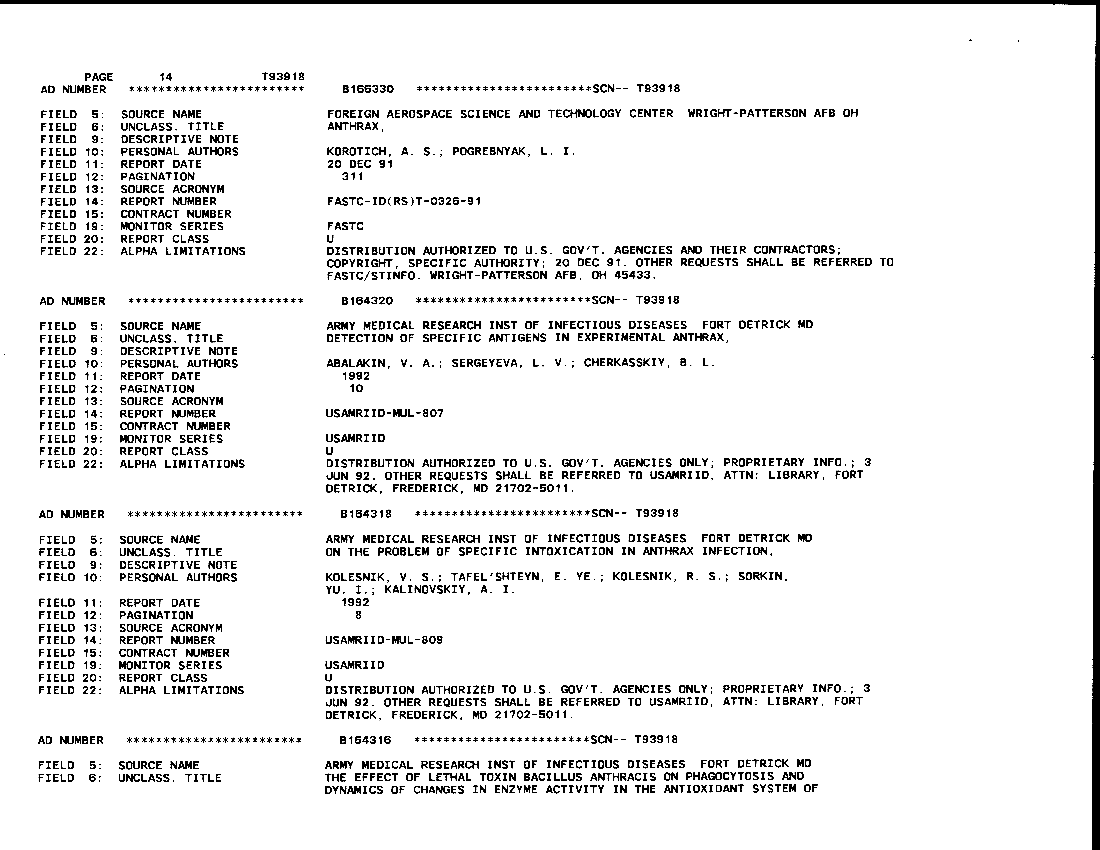 PAGE 14 T93918
AD NUMBER ************************ B166330 ************************SCN-- T93918
FIELD 5: SOURCE NAME FOREIGN AEROSPACE SCIENCE AND TECHNOLOGY CENTER WRIGHT-PATTERSON AFB OH
FIELD 6: UNCLASS. TITLE ANTHRAX,
FIELD 9: DESCRIPTIVE NOTE
FIELD 10: PERSONAL AUTHORS KOROTICH, A. S.; POGREBNYAK, L. I.
FIELD 11: REPORT DATE 20 DEC 91
FIELD 12: PAGINATION 311
FIELD 13: SOURCE ACRONYM
FIELD 14: REPORT NUMBER FASTC-ID(RS)T-0326-91
FIELD 15: CONTRACT NUMBER
FIELD 19: MONITOR SERIES FASTC
FIELD 20: REPORT CLASS U
FIELD 22: ALPHA LIMITATIONS DISTRIBUTION AUTHORIZED TO U.S. GOV'T. AGENCIES AND THEIR CONTRACTORS;
COPYRIGHT, SPECIFIC AUTHORITY; 20 DEC 91. OTHER REQUESTS SHALL BE REFERRED TO
FASTC/STINFO. WRIGHT-PATTERSON AFB, OH 45433.
AD NUMBER ************************ B164320 ************************SCN-- T93918
FIELD 5: SOURCE NAME ARMY MEDICAL RESEARCH INST OF INFECTIOUS DISEASES FORT DETRICK MD
FIELD 6: UNCLASS. TITLE DETECTION OF SPECIFIC ANTIGENS IN EXPERIMENTAL ANTHRAX,
FIELD 9: DESCRIPTIVE NOTE
FIELD 10: PERSONAL AUTHORS ABALAKIN, V. A.; SERGEYEVA, L. V.; CHERKASSKIY, B. L.
FIELD 11: REPORT DATE 1992
FIELD 12: PAGINATION 10
FIELD 13: SOURCE ACRONYM
FIELD 14: REPORT NUMBER USAMRIID-MUL-807
FIELD 15: CONTRACT NUMBER
FIELD 19: MONITOR SERIES USAMRIID
FIELD 20: REPORT CLASS U
FIELD 22: ALPHA LIMITATIONS DISTRIBUTION AUTHORIZED TO U.S. GOV'T. AGENCIES ONLY; PROPRIETARY INFO.; 3
JUN 92. OTHER REQUESTS SHALL BE REFERRED TO USAMRIID, ATTN: LIBRARY, FORT
DETRICK, FREDERICK, MD 21702-5011.
AD NUMBER ************************ B164318 ************************SCN-- T93918
FIELD 5: SOURCE NAME ARMY MEDICAL RESEARCH INST OF INFECTIOUS DISEASES FORT DETRICK MD
FIELD 6: UNCLASS. TITLE ON THE PROBLEM OF SPECIFIC INTOXICATION IN ANTHRAX INFECTION,
FIELD 9: DESCRIPTIVE NOTE
FIELD 10: PERSONAL AUTHORS KOLESNIK, V. S.; TAFEL'SHTEYN, E. YE.; KOLESNIK, R. S.; SORKIN,
YU. I.; KALINOVSKIY, A. I.
FIELD 11: REPORT DATE 1992
FIELD 12: PAGINATION 8
FIELD 13: SOURCE ACRONYM
FIELD 14: REPORT NUMBER USAMRIID-MUL-809
FIELD 15: CONTRACT NUMBER
FIELD 19: MONITOR SERIES USAMRIID
FIELD 20: REPORT CLASS U
FIELD 22: ALPHA LIMITATIONS DISTRIBUTION AUTHORIZED TO U.S. GOV'T. AGENCIES ONLY; PROPRIETARY INFO.; 3
JUN 92. OTHER REQUESTS SHALL BE REFERRED TO USAMRIID, ATTN: LIBRARY, FORT
DETRICK, FREDERICK, MD 21702-5011.
AD NUMBER ************************ B164316 ************************SCN-- T93918
FIELD 5: SOURCE NAME ARMY MEDICAL RESEARCH INST OF INFECTIOUS DISEASES FORT DETRICK MD
FIELD 6: UNCLASS. TITLE THE EFFECT OF LETHAL TOXIN BACILLUS ANTHRACIS ON PHAGOCYTOSIS AND
DYNAMICS OF CHANGES IN ENZYME ACTIVITY IN THE ANTIOXIDANT SYSTEM OF